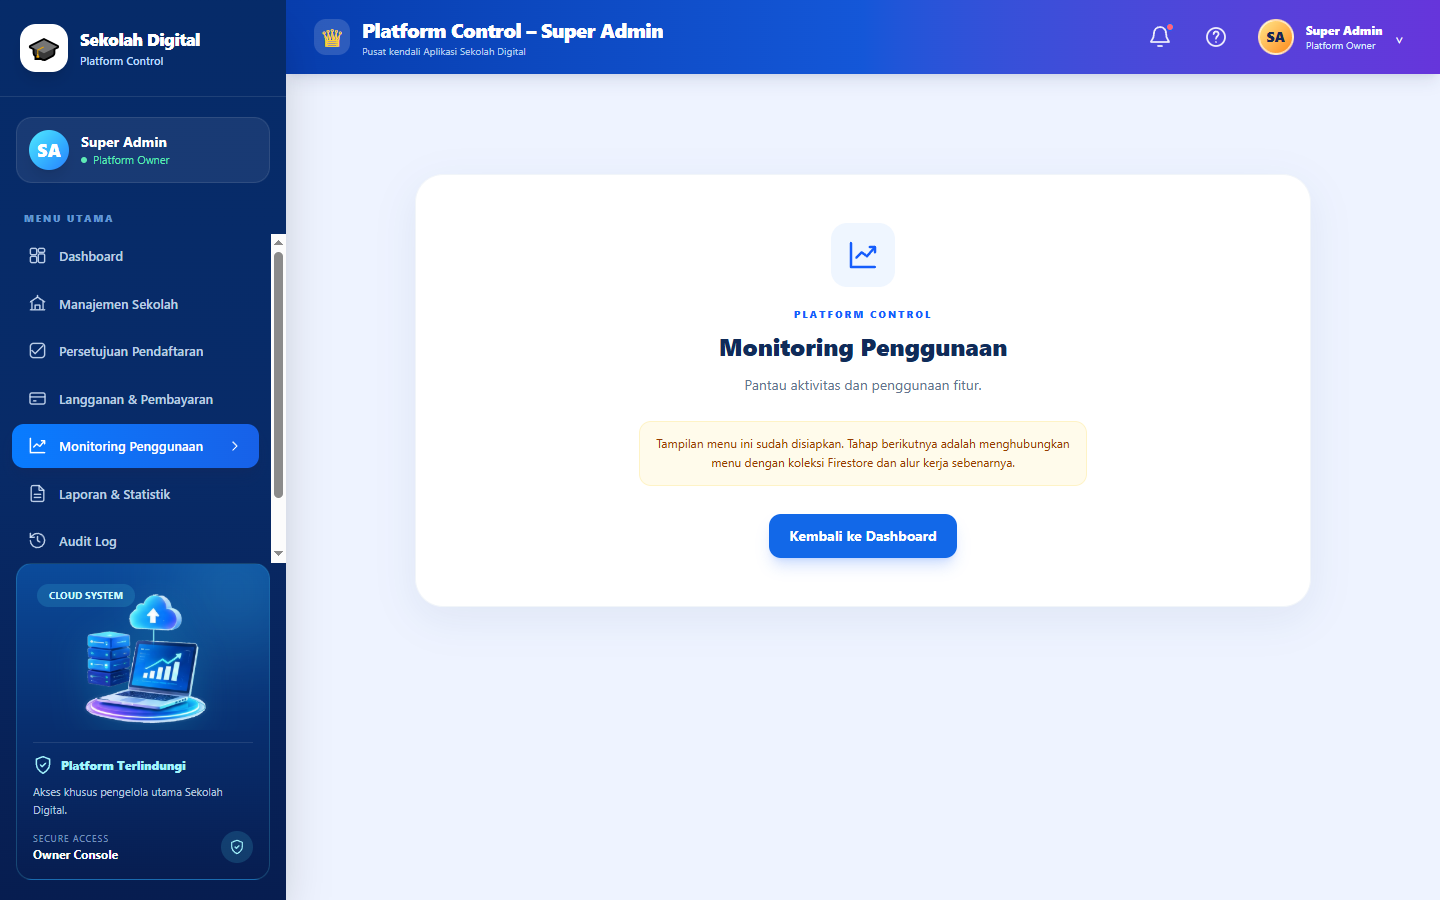 Sekolah Digital
Platform Control
SA
Super Admin
Platform Owner
MENU UTAMA
Dashboard
Manajemen Sekolah
Persetujuan Pendaftaran
Langganan & Pembayaran
Monitoring Penggunaan
Laporan & Statistik
Audit Log
CLOUD SYSTEM
Platform Terlindungi
Akses khusus pengelola utama Sekolah
Digital.
SECURE ACCESS
Owner Console
Platform Control – Super Admin
Pusat kendali Aplikasi Sekolah Digital
SA
Super Admin
Platform Owner
PLATFORM CONTROL
Monitoring Penggunaan
Pantau aktivitas dan penggunaan fitur.
Tampilan menu ini sudah disiapkan. Tahap berikutnya adalah menghubungkan
menu dengan koleksi Firestore dan alur kerja sebenarnya.
Kembali ke Dashboard